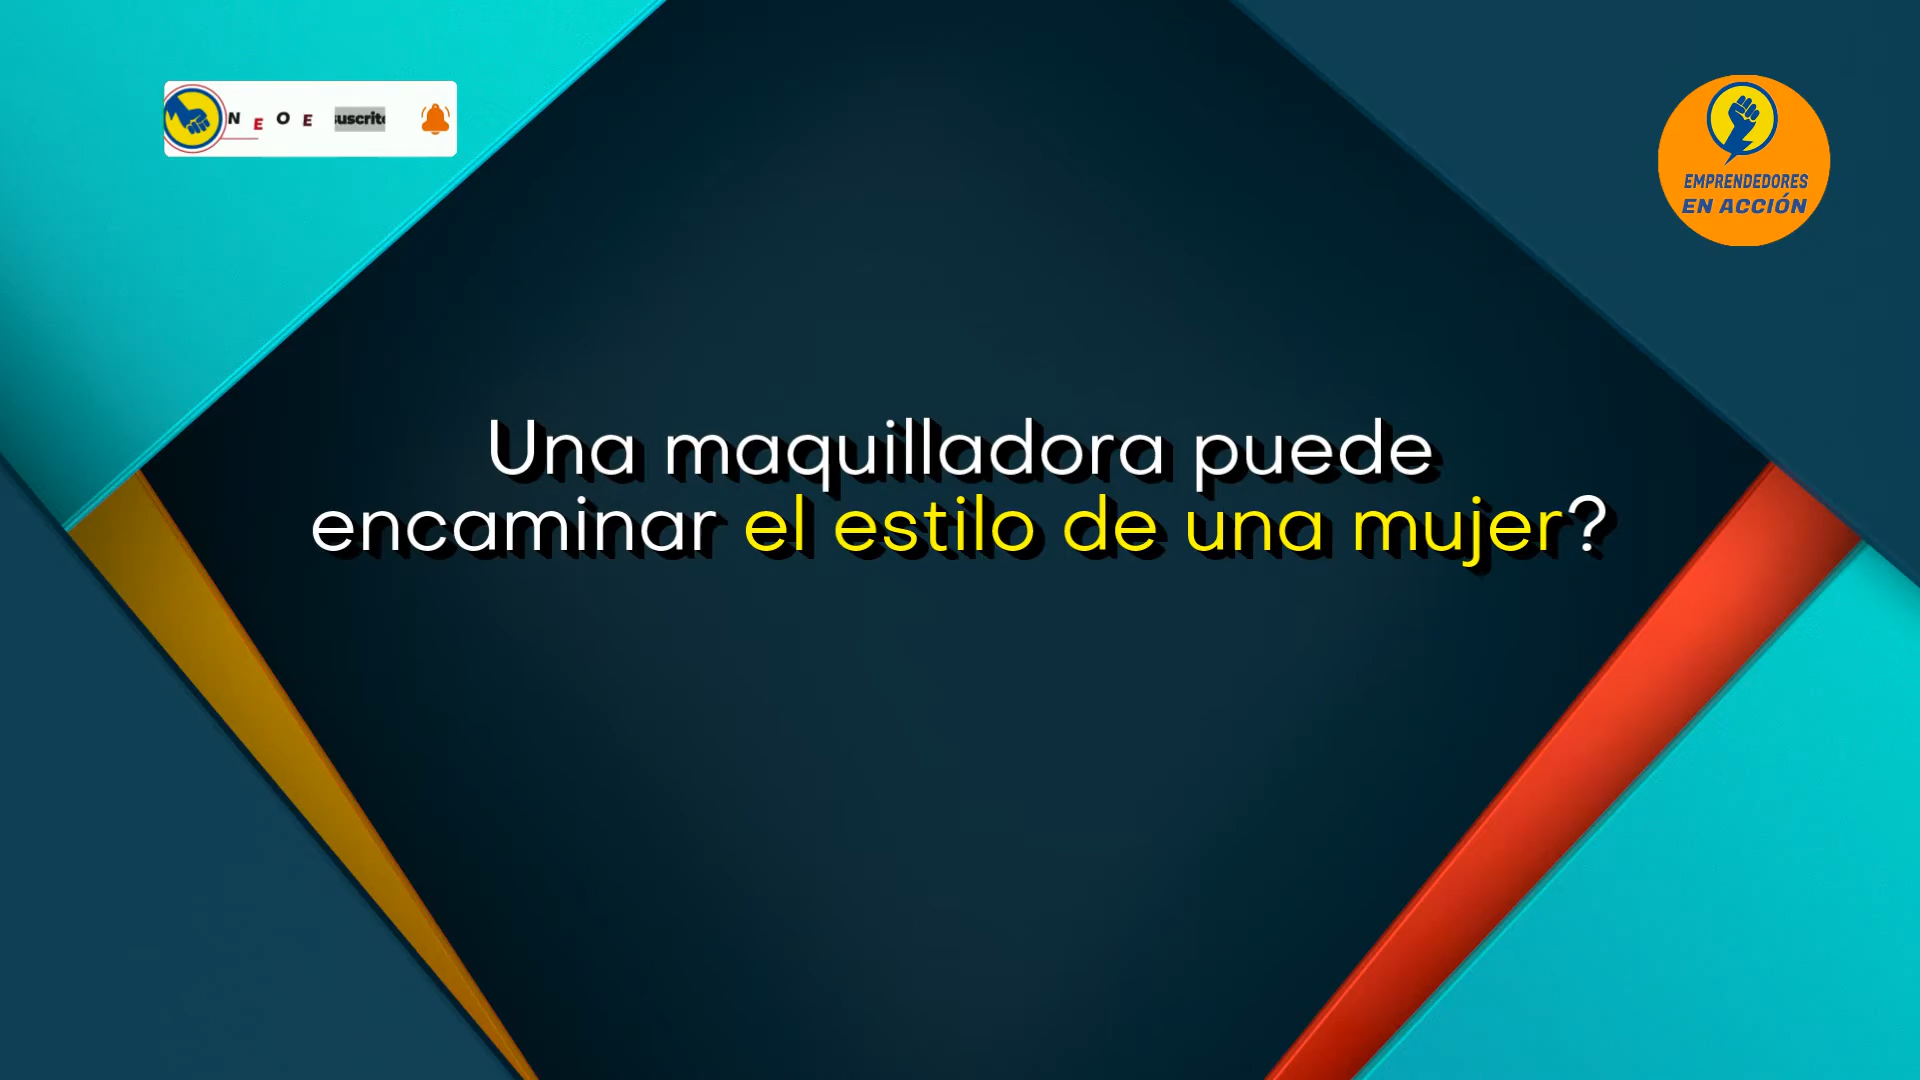 N E O E
EMPRENDEDORES
EN ACCIÓN
Una maquilladora puede
encaminar el estilo de una mujer?